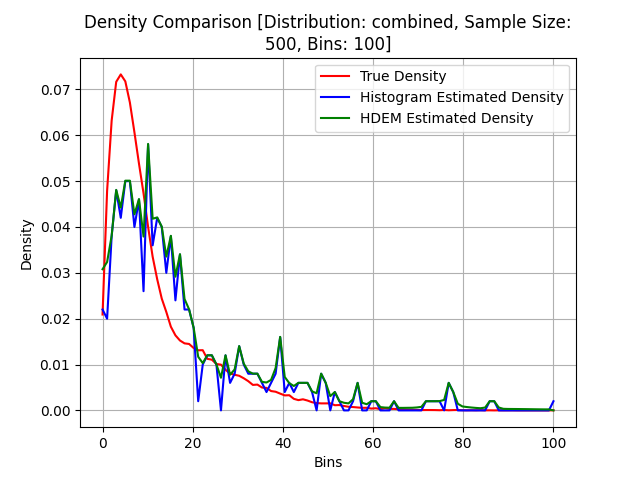 Density Comparison [Distribution: combined, Sample Size:
500, Bins: 100]
True Density
Histogram Estimated Density
HDEM Estimated Density
Density
0.07
0.06
0.05
0.04
0.03
0.02
0.01
0.00
0 20 40 60 80 100
Bins